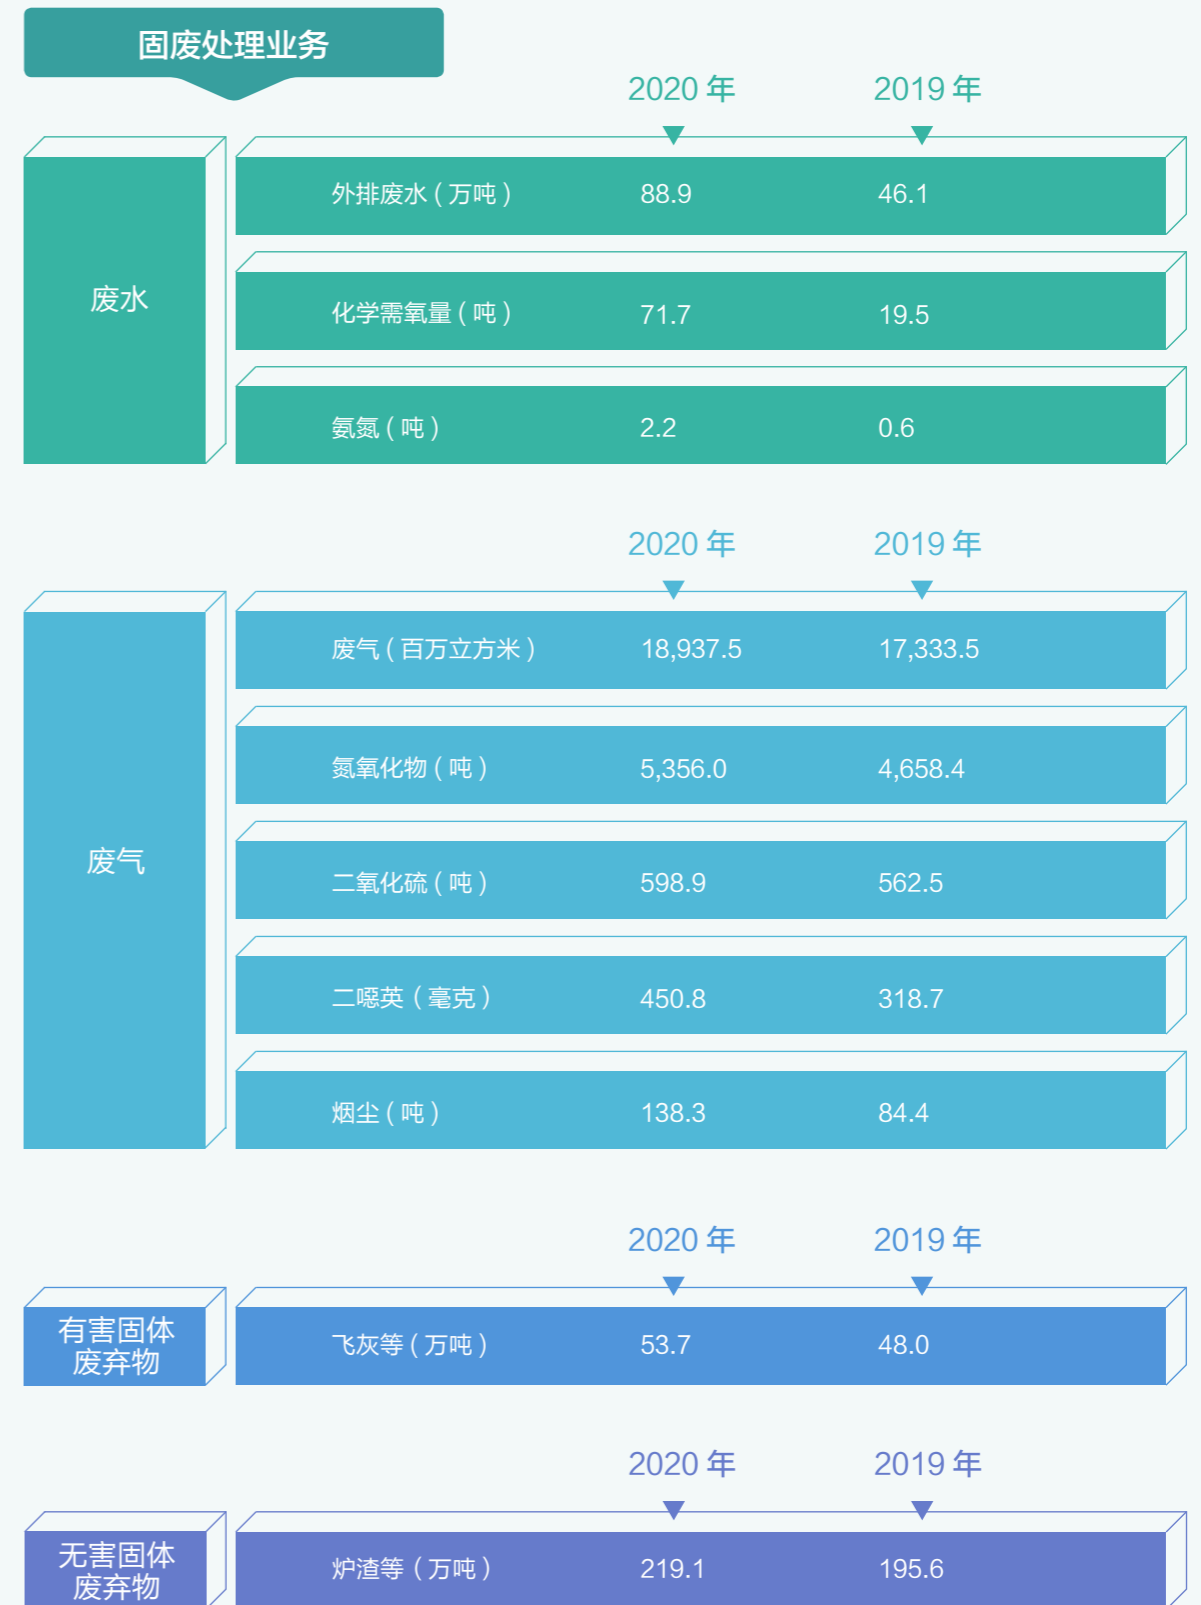 固废处理业务
2020 年 2019 年
废水
外排废水 ( 万吨 ) 88.9 46.1
化学需氧量 ( 吨 ) 71.7 19.5
氨氮 ( 吨 ) 2.2 0.6
2020 年 2019 年
废气
废气 ( 百万立方米 ) 18,937.5 17,333.5
氮氧化物 ( 吨 ) 5,356.0 4,658.4
二氧化硫 ( 吨 ) 598.9 562.5
二噁英 ( 毫克 ) 450.8 318.7
烟尘 ( 吨 ) 138.3 84.4
2020 年 2019 年
有害固体
废弃物
飞灰等 ( 万吨 ) 53.7 48.0
2020 年 2019 年
无害固体
废弃物
炉渣等 ( 万吨 ) 219.1 195.6